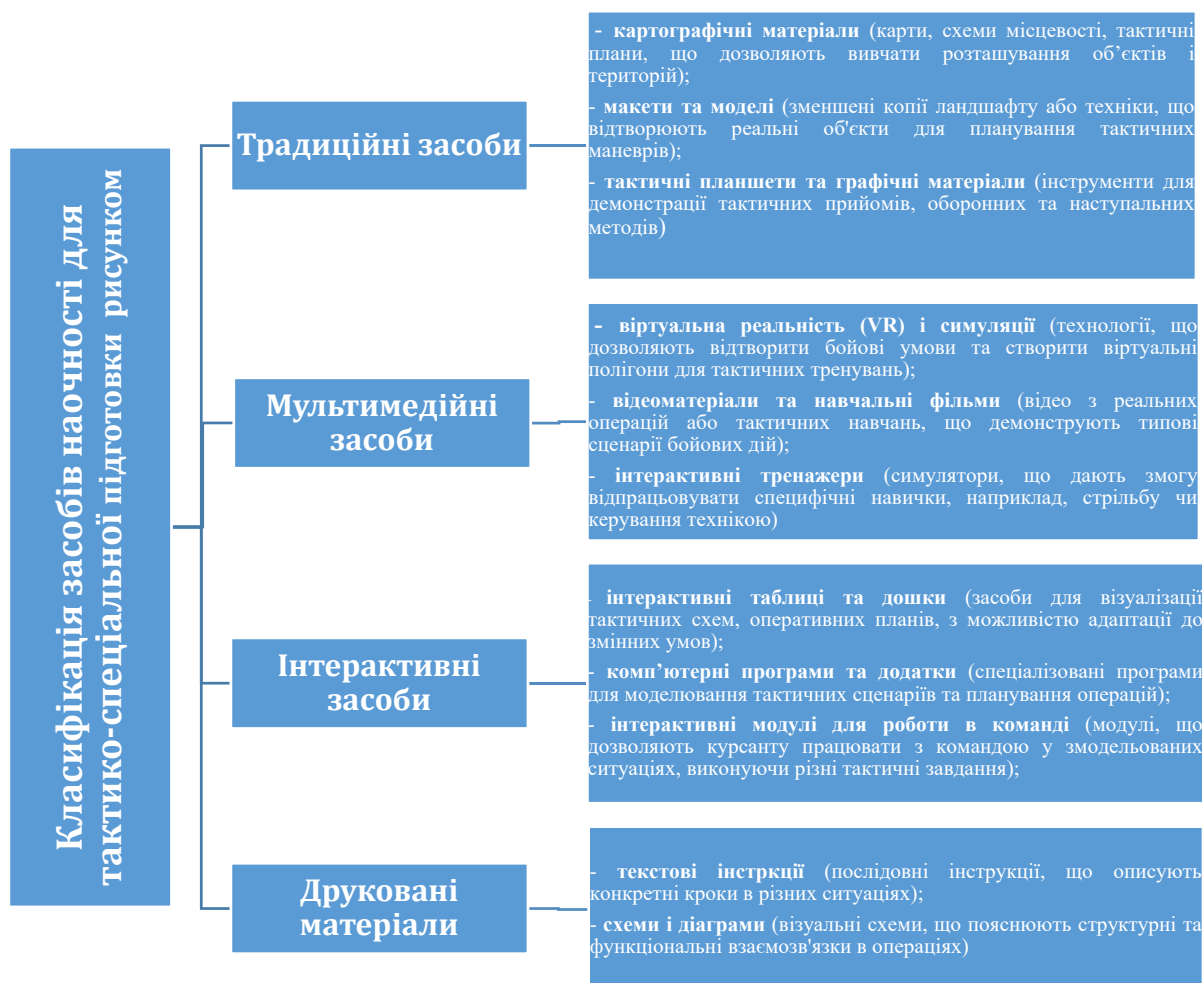 Класифікація засобів наочності для
тактико-спеціальної підготовки рисунком
Традиційні засоби
- картографічні матеріали (карти, схеми місцевості, тактичні
плани, що дозволяють вивчати розташування об’єктів і
територій);
- макети та моделі (зменшені копії ландшафту або техніки, що
відтворюють реальні об'єкти для планування тактичних
маневрів);
- тактичні планшети та графічні матеріали (інструменти для
демонстрації тактичних прийомів, оборонних та наступальних
методів)
Мультимедійні
засоби
- віртуальна реальність (VR) і симуляції (технології, що
дозволяють відтворити бойові умови та створити віртуальні
полігони для тактичних тренувань);
- відеоматеріали та навчальні фільми (відео з реальних
операцій або тактичних навчань, що демонструють типові
сценарії бойових дій);
- інтерактивні тренажери (симулятори, що дають змогу
відпрацьовувати специфічні навички, наприклад, стрільбу чи
керування технікою)
Інтерактивні
засоби
- інтерактивні таблиці та дошки (засоби для візуалізації
тактичних схем, оперативних планів, з можливістю адаптації до
змінних умов);
- комп’ютерні програми та додатки (спеціалізовані програми
для моделювання тактичних сценаріїв та планування операцій);
- інтерактивні модулі для роботи в команді (модулі, що
дозволяють курсанту працювати з командою у змодельованих
ситуаціях, виконуючи різні тактичні завдання);
Друковані
матеріали
- текстові інстркції (послідовні інструкції, що описують
конкретні кроки в різних ситуаціях);
- схеми і діаграми (візуальні схеми, що пояснюють структурні та
функціональні взаємозв'язки в операціях)